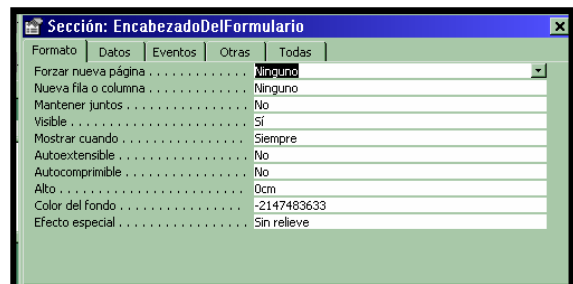 Sección: EncabezadoDelFormulario
Formato Datos Eventos Otras Todas
Forzar nueva página . . . . . . . . . . . . . Ninguno
Nueva fila o columna . . . . . . . . . . . . Ninguno
Mantener juntos . . . . . . . . . . . . . . . . No
Visible . . . . . . . . . . . . . . . . . . . . . . . Sí
Mostrar cuando . . . . . . . . . . . . . . . . Siempre
Autoextensible . . . . . . . . . . . . . . . . . No
Autocomprimible . . . . . . . . . . . . . . . No
Alto . . . . . . . . . . . . . . . . . . . . . . . . . 0cm
Color del fondo . . . . . . . . . . . . . . . . -2147483633
Efecto especial . . . . . . . . . . . . . . . . . Sin relieve